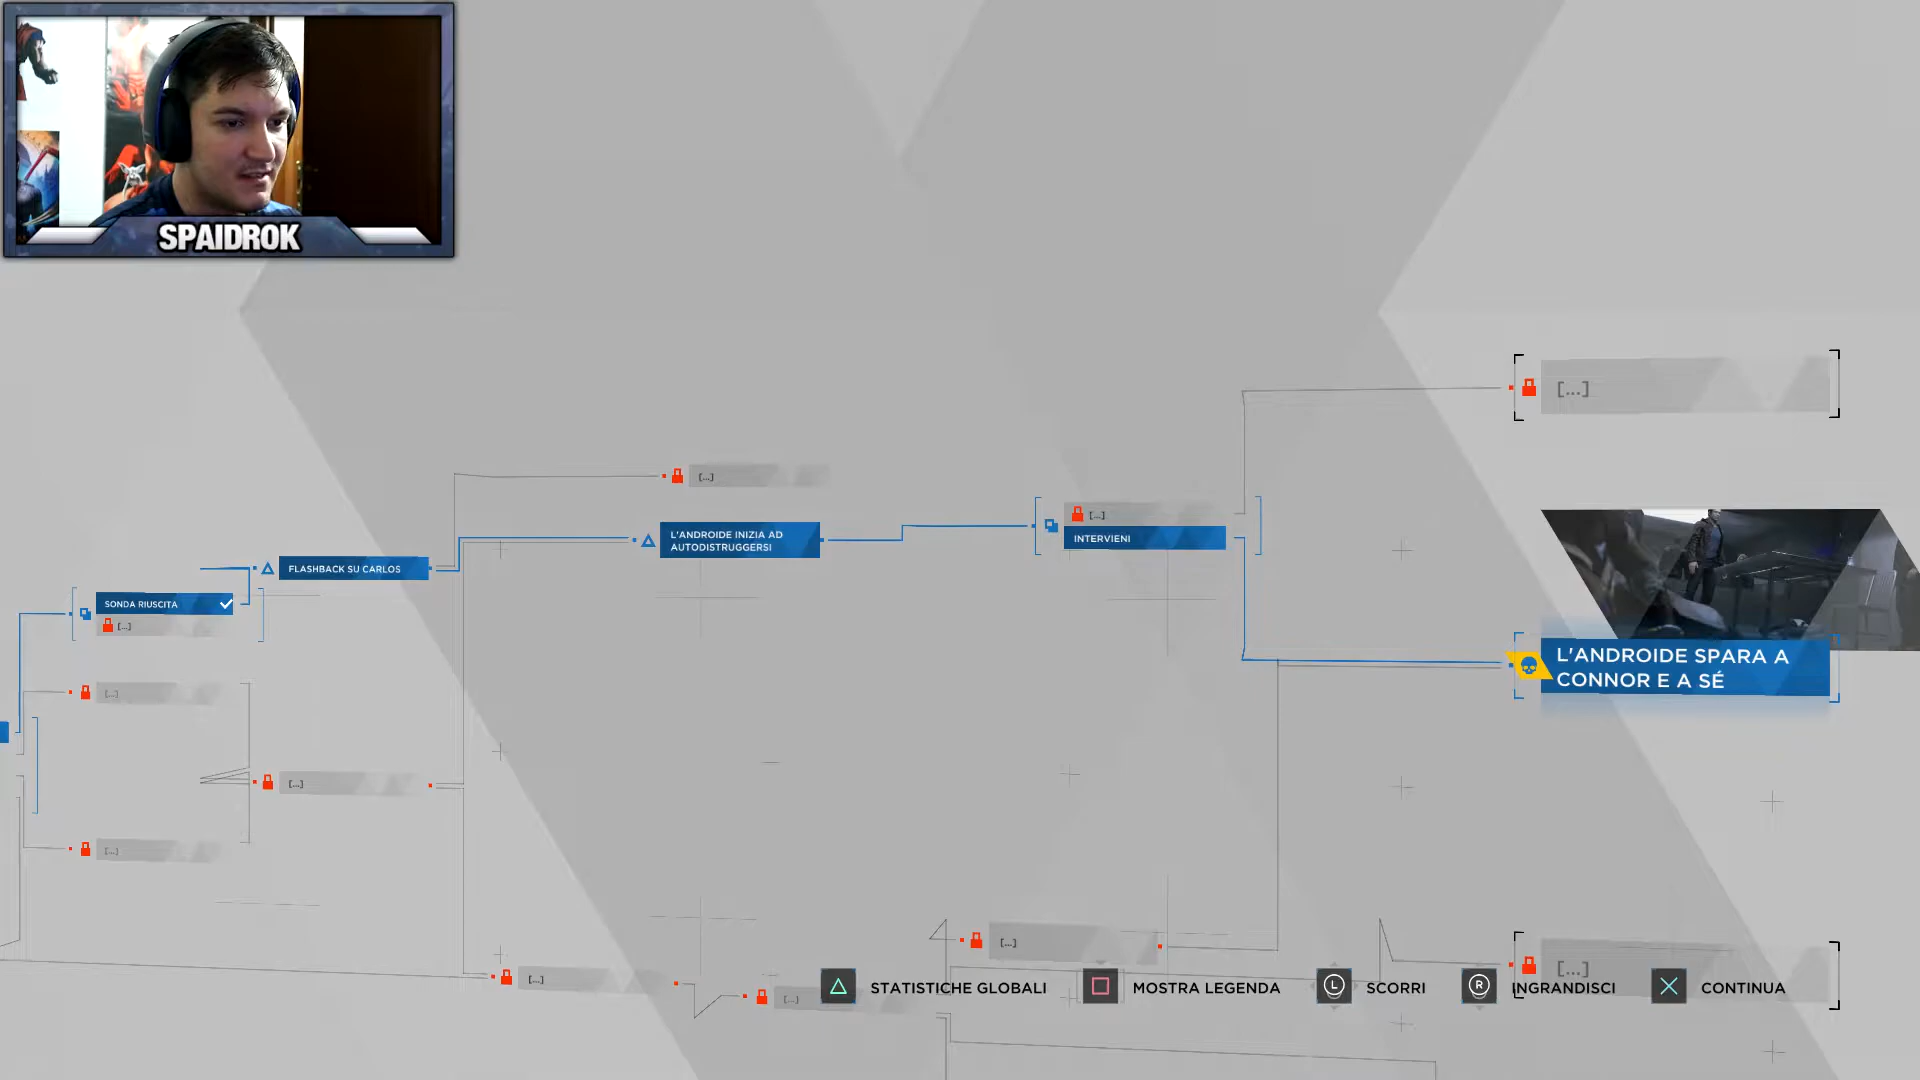 SPAIDROK
[...]
[...]
L'ANDROIDE INIZIA AD
AUTODISTRUGGERSI
[...]
INTERVIENI
FLASHBACK SU CARLOS
SONDA RIUSCITA
[...]
L'ANDROIDE SPARA A
CONNOR E A SÉ
[...]
[...]
[...]
[...]
[...]
[...]
[...]
STATISTICHE GLOBALI
MOSTRA LEGENDA
L
SCORRI
R
INGRANDISCI
CONTINUA